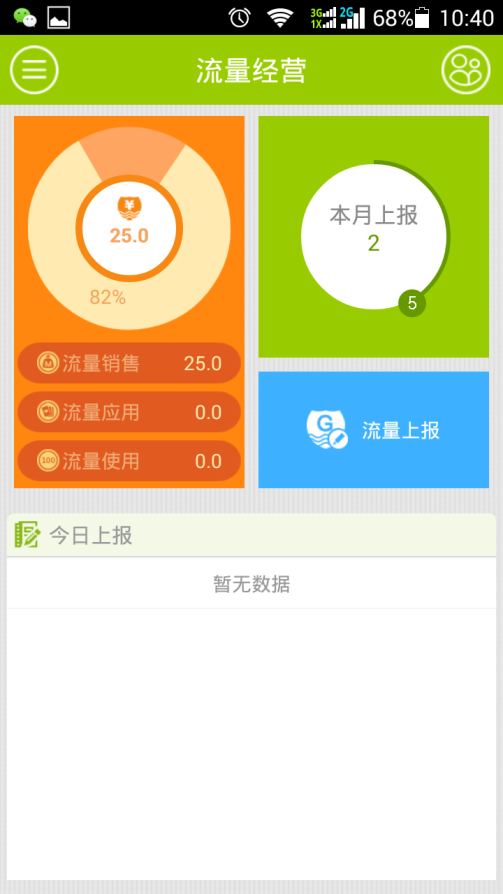 3G 2G
1X
68% 10:40
流量经营
¥
25.0
82%
流量销售 25.0
流量应用 0.0
100 流量使用 0.0
本月上报
2
5
G 流量上报
今日上报
暂无数据